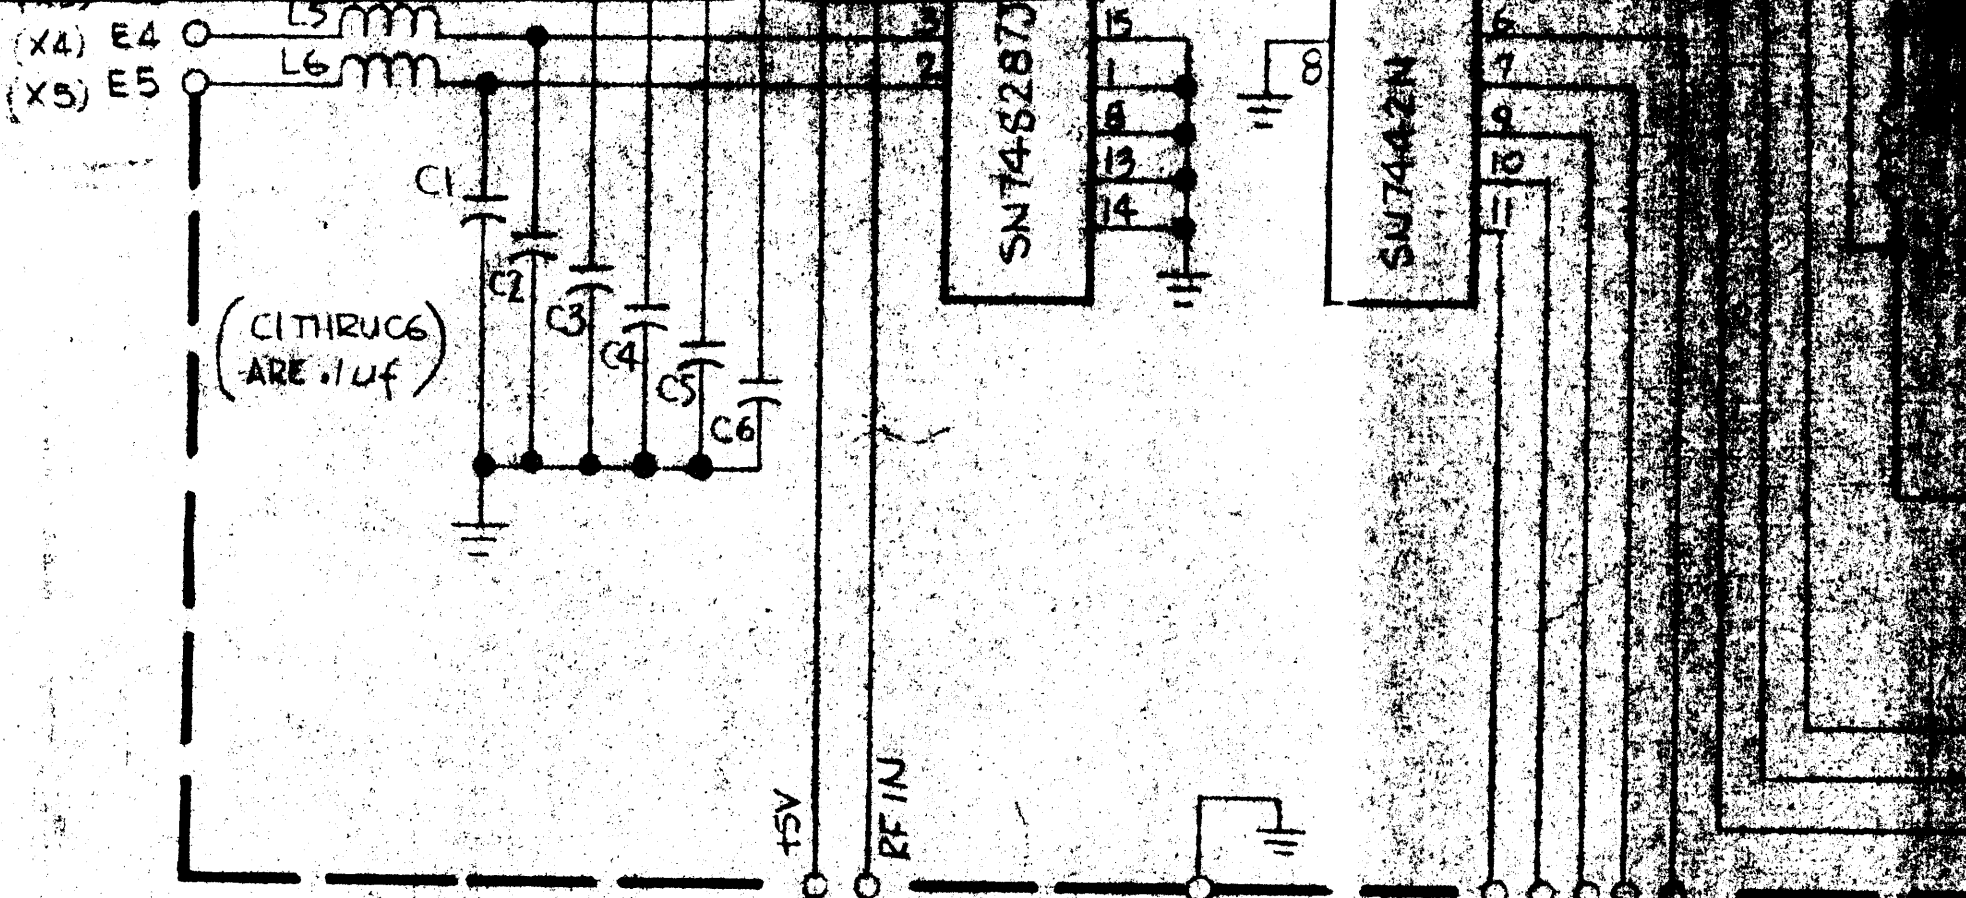 L5
(X4) E4
L6
(X5) E5
3
2
SN74S287
15
1
8
13
14
8
SN7442N
6
7
9
10
11
C1
C2
C3
C4
C5
C6
(C1 THRU C6
ARE .1uf)
+5V
RF IN